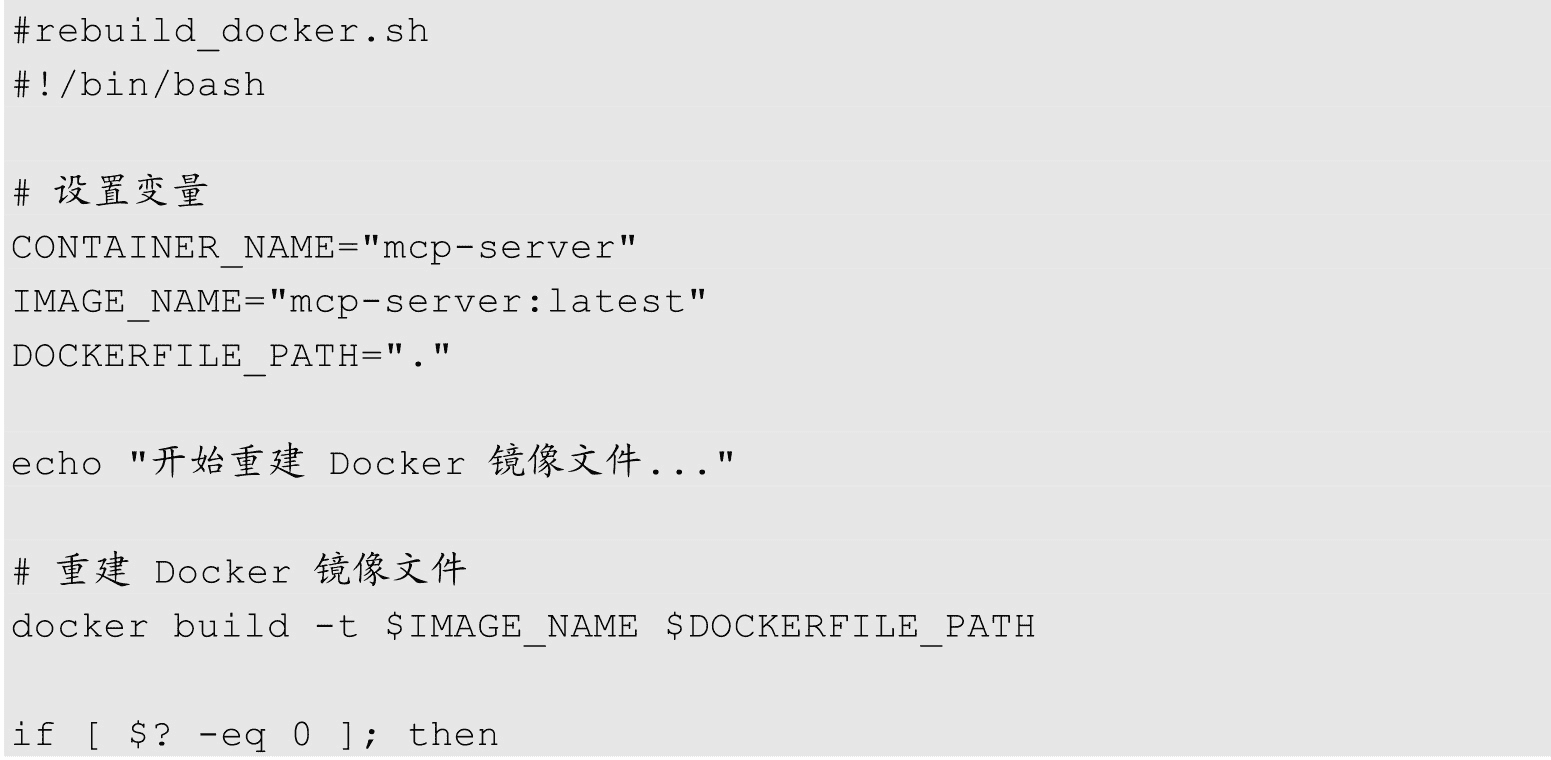 #rebuild_docker.sh
#!/bin/bash
# 设置变量
CONTAINER_NAME="mcp-server"
IMAGE_NAME="mcp-server:latest"
DOCKERFILE_PATH="."
echo "开始重建 Docker 镜像文件..."
# 重建 Docker 镜像文件
docker build -t $IMAGE_NAME $DOCKERFILE_PATH
if [ $? -eq 0 ]; then